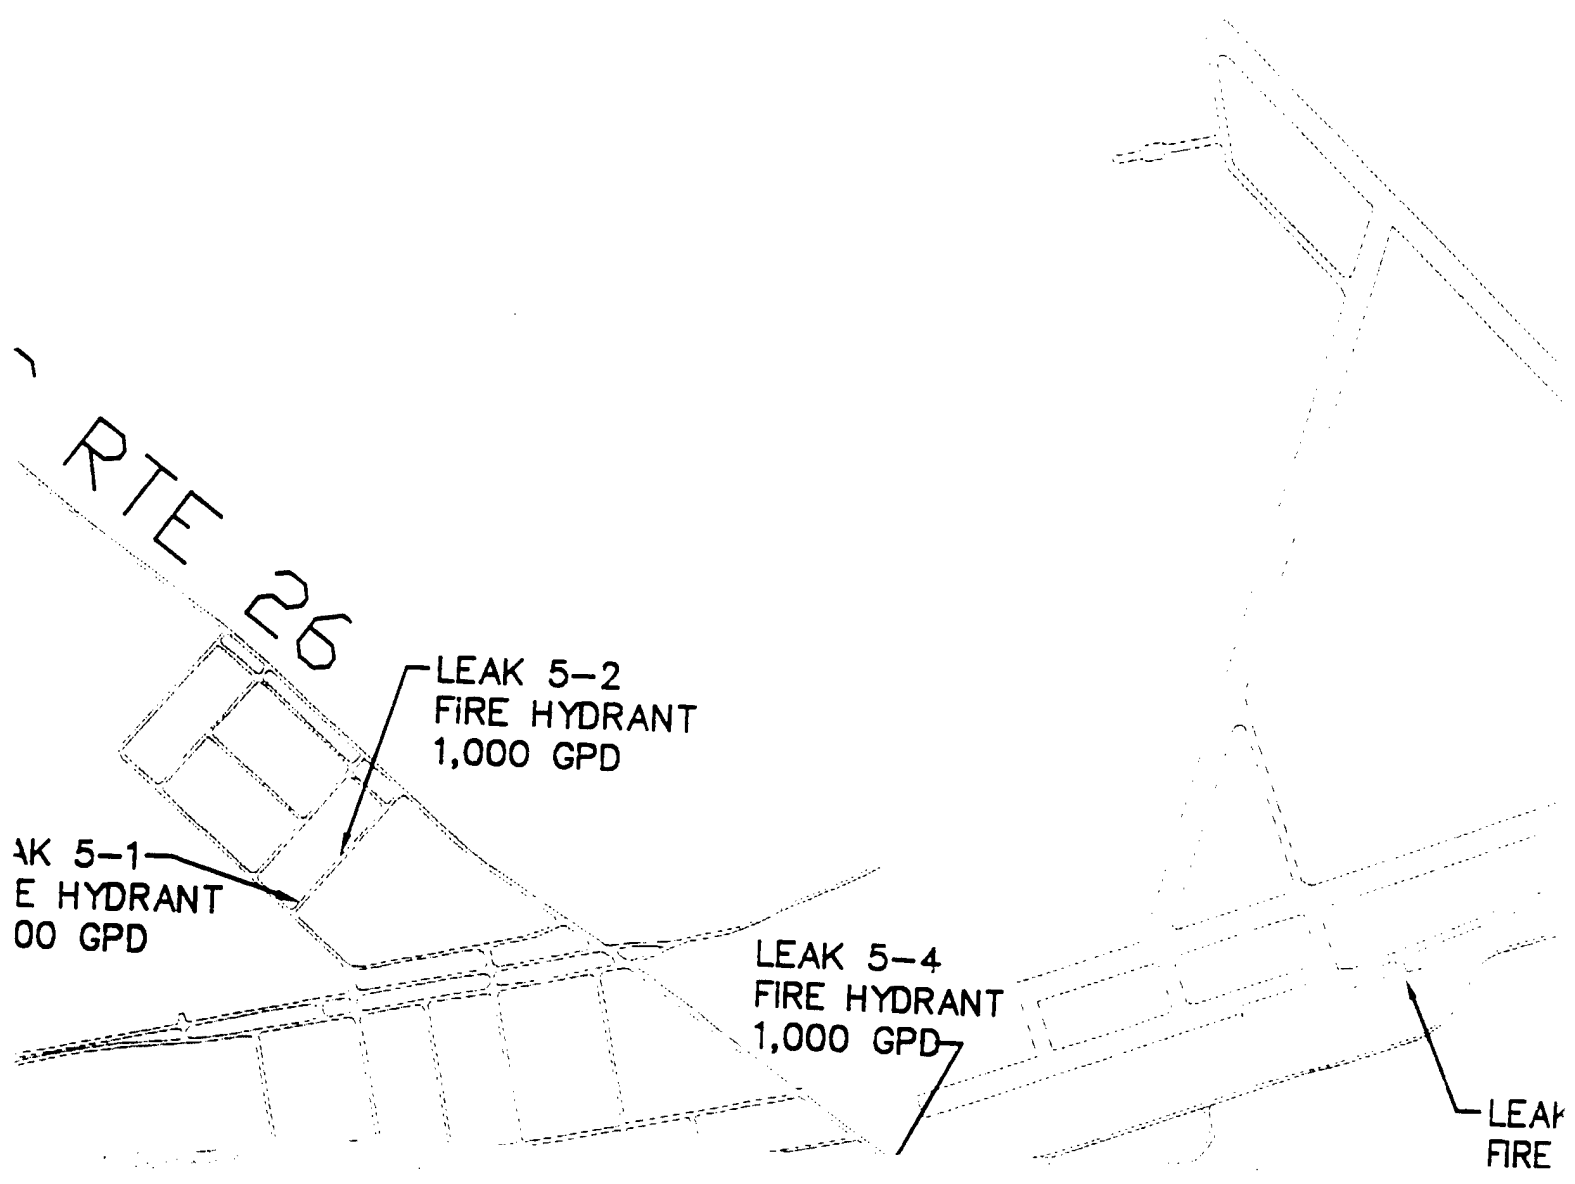 RTE 26
LEAK 5-2
FIRE HYDRANT
1,000 GPD
5-1
HYDRANT
00 GPD
LEAK 5-4
FIRE HYDRANT
1,000 GPD
FIRE